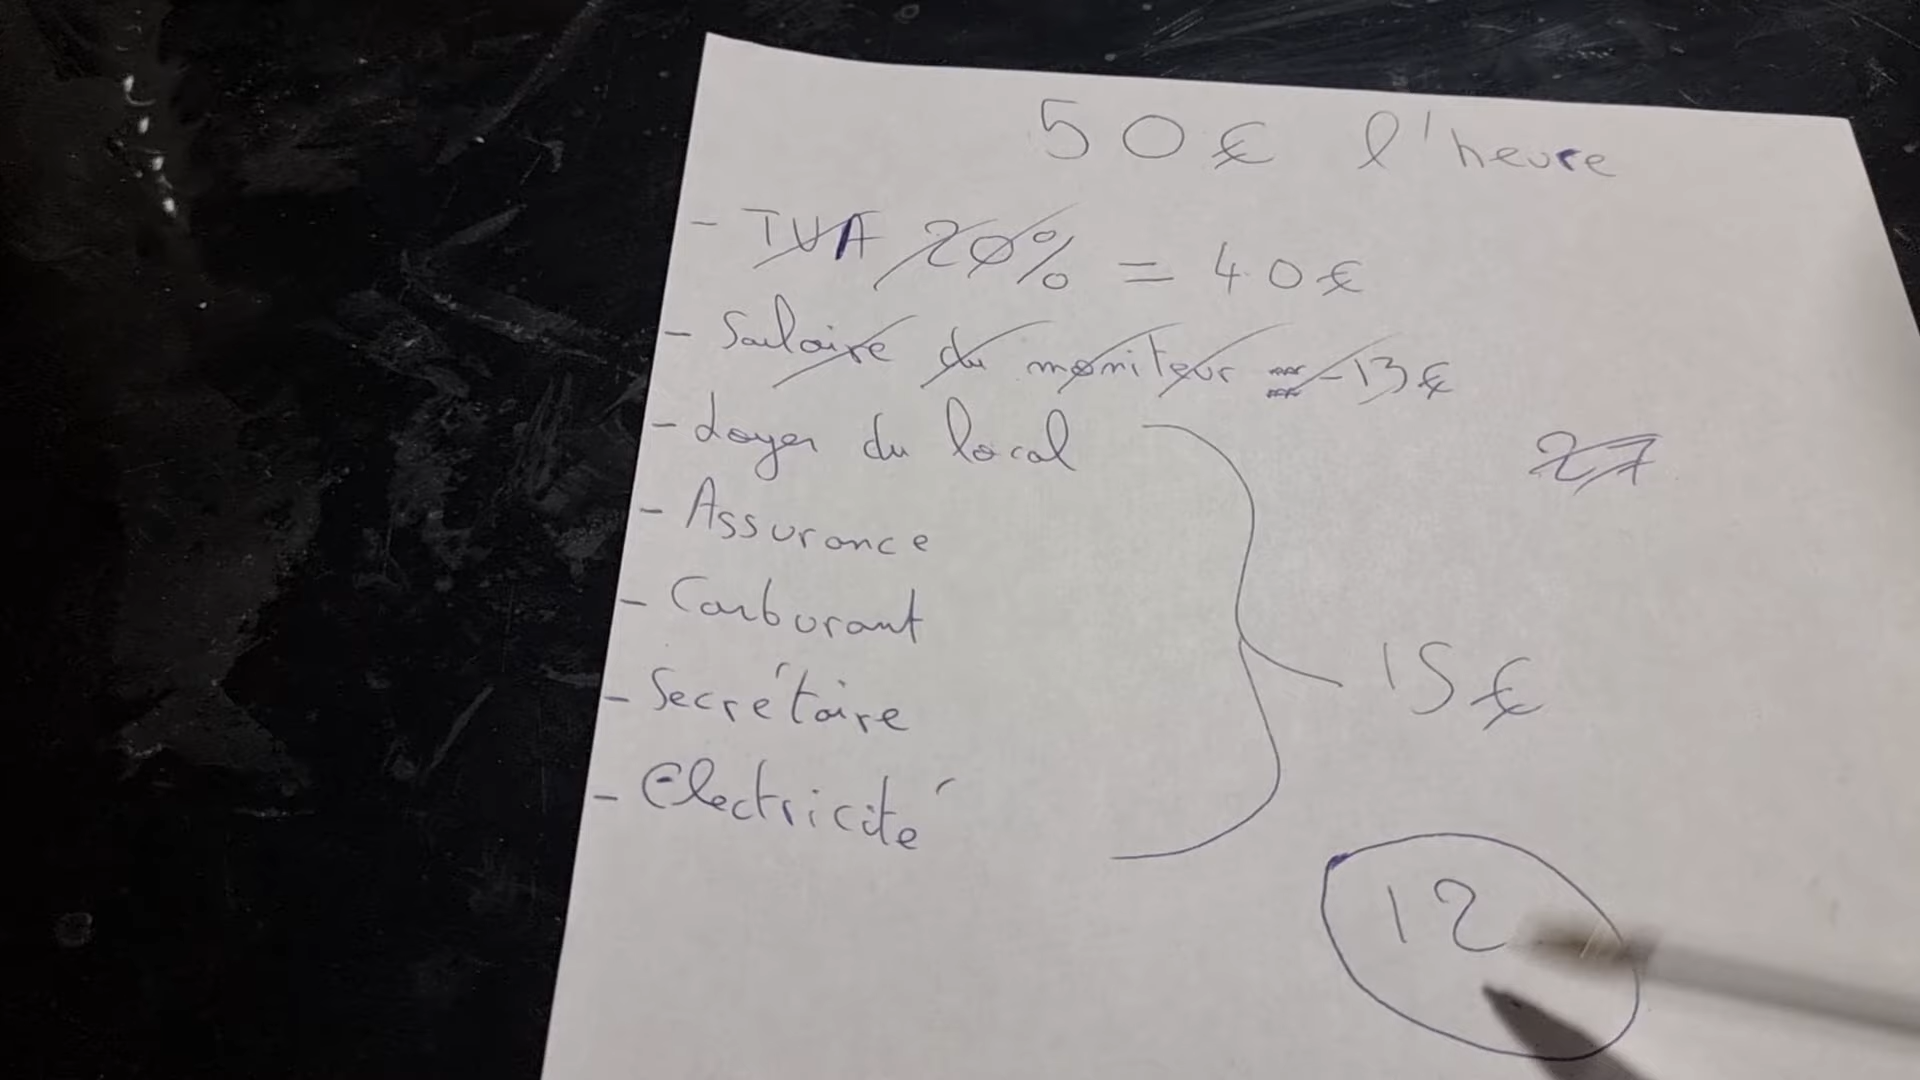 50€ l'heure
- TVA 20% = 40€
- Salaire du moniteur = -13€
27
- Loyer du local
- Assurance
- Carburant
15€
- Secrétaire
- Electricité
12